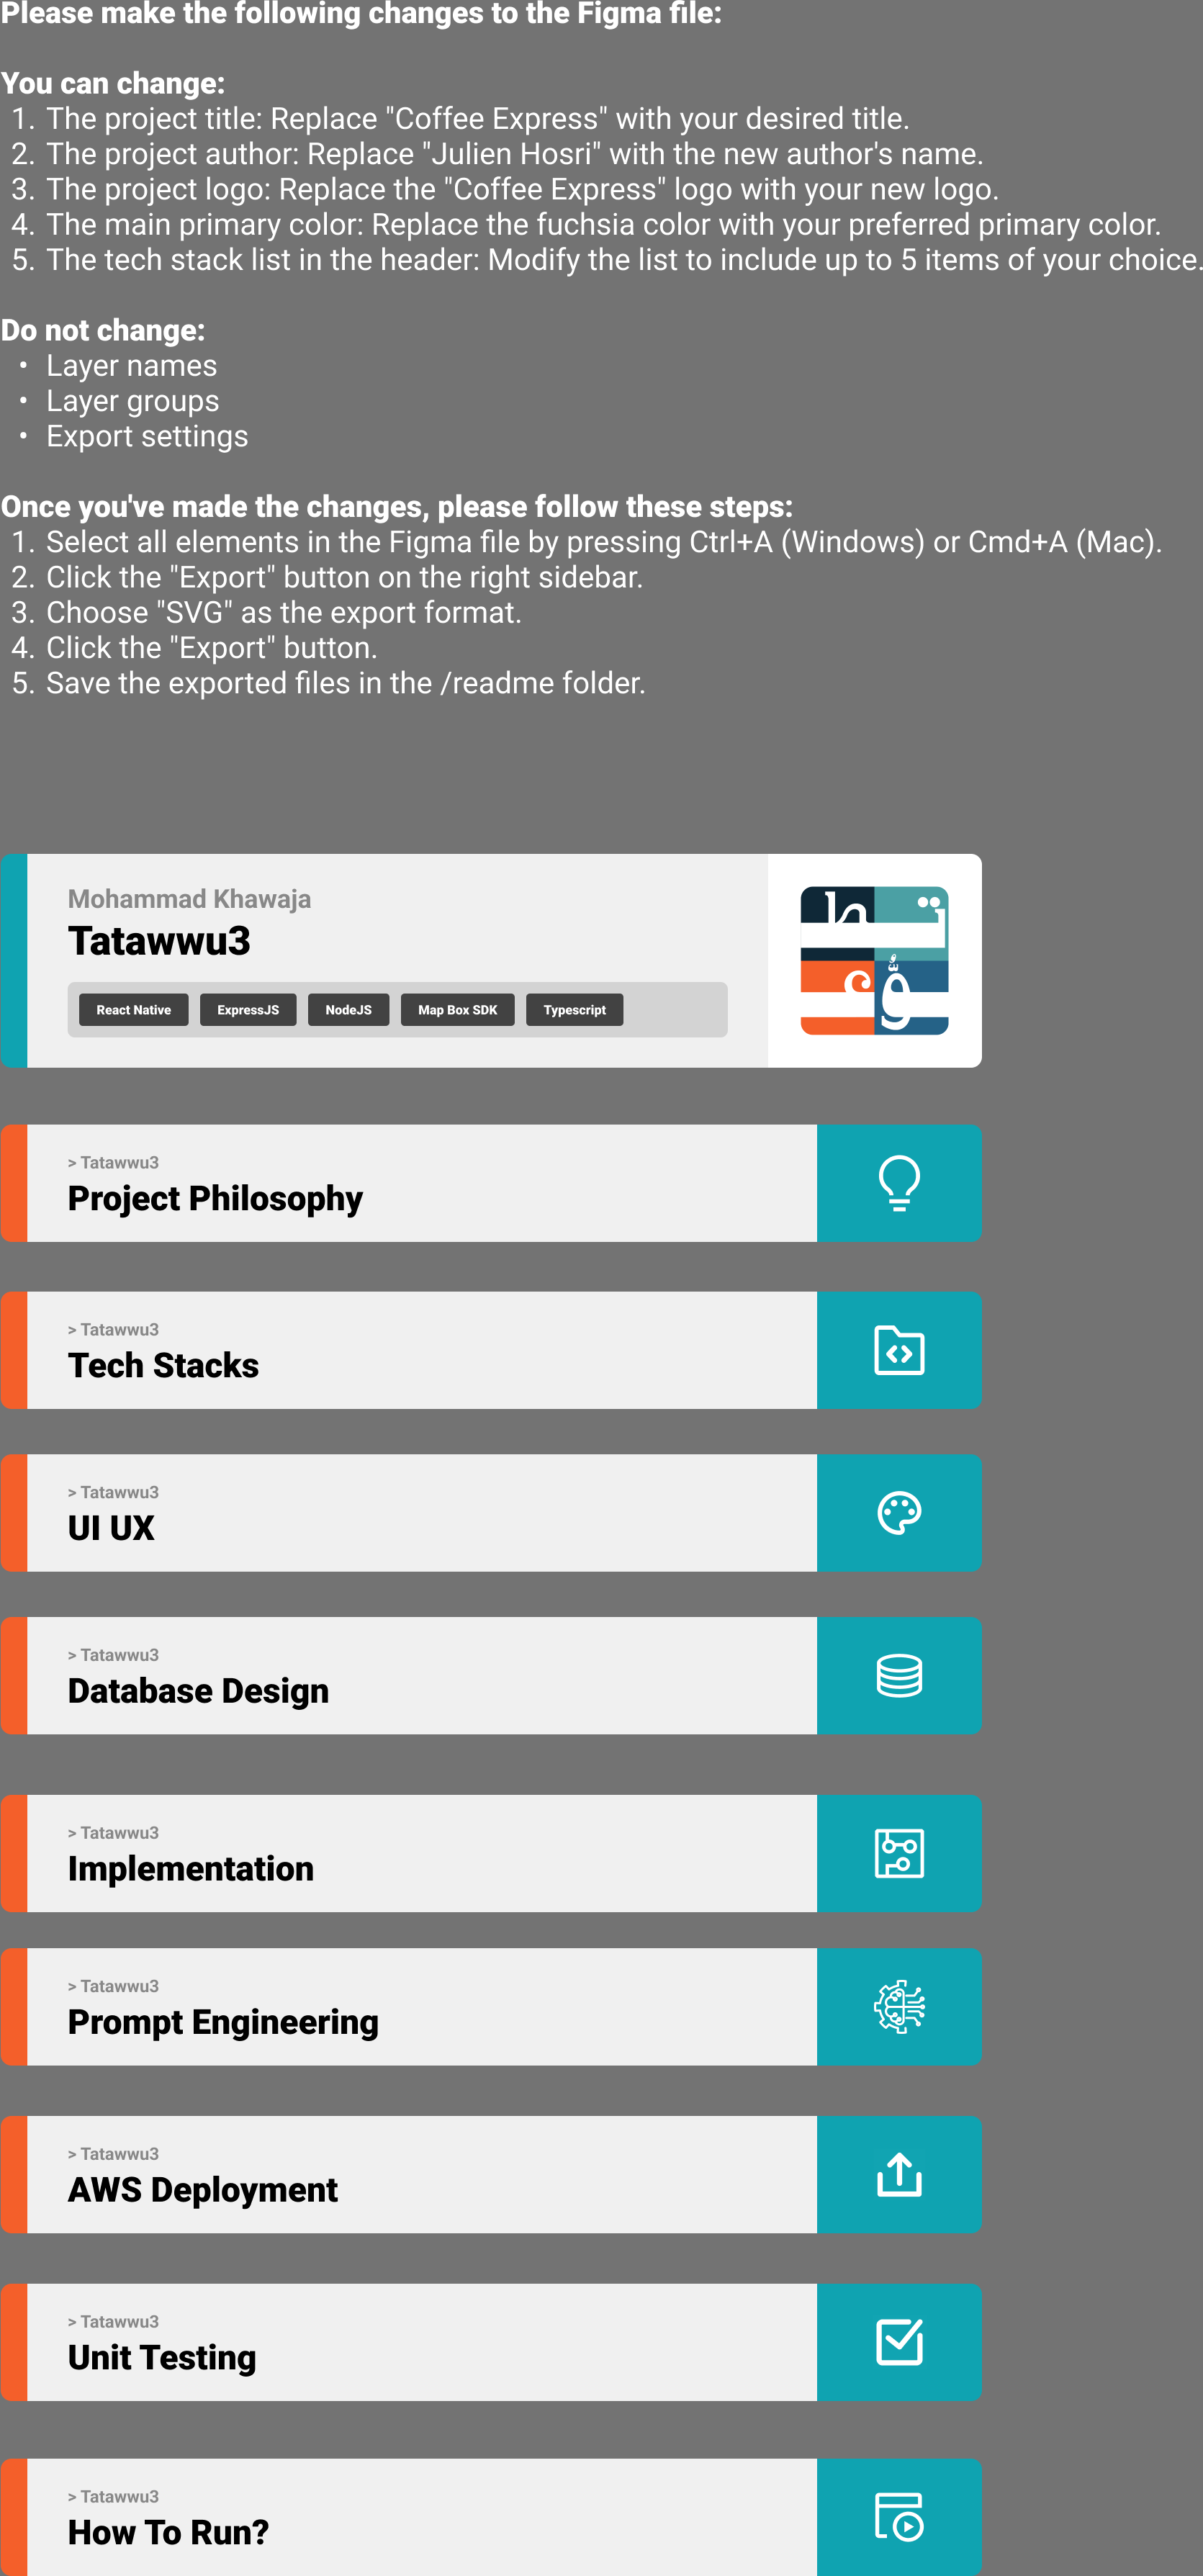 Please make the following changes to the Figma file:
You can change:
1. The project title: Replace "Coffee Express" with your desired title.
2. The project author: Replace "Julien Hosri" with the new author's name.
3. The project logo: Replace the "Coffee Express" logo with your new logo.
4. The main primary color: Replace the fuchsia color with your preferred primary color.
5. The tech stack list in the header: Modify the list to include up to 5 items of your choice.
Do not change:
• Layer names
• Layer groups
• Export settings
Once you've made the changes, please follow these steps:
1. Select all elements in the Figma file by pressing Ctrl+A (Windows) or Cmd+A (Mac).
2. Click the "Export" button on the right sidebar.
3. Choose "SVG" as the export format.
4. Click the "Export" button.
5. Save the exported files in the /readme folder.
Mohammad Khawaja
Tatawwu3
React Native ExpressJS NodeJS Map Box SDK Typescript
> Tatawwu3
Project Philosophy
> Tatawwu3
Tech Stacks
> Tatawwu3
UI UX
> Tatawwu3
Database Design
> Tatawwu3
Implementation
> Tatawwu3
Prompt Engineering
> Tatawwu3
AWS Deployment
> Tatawwu3
Unit Testing
> Tatawwu3
How To Run?